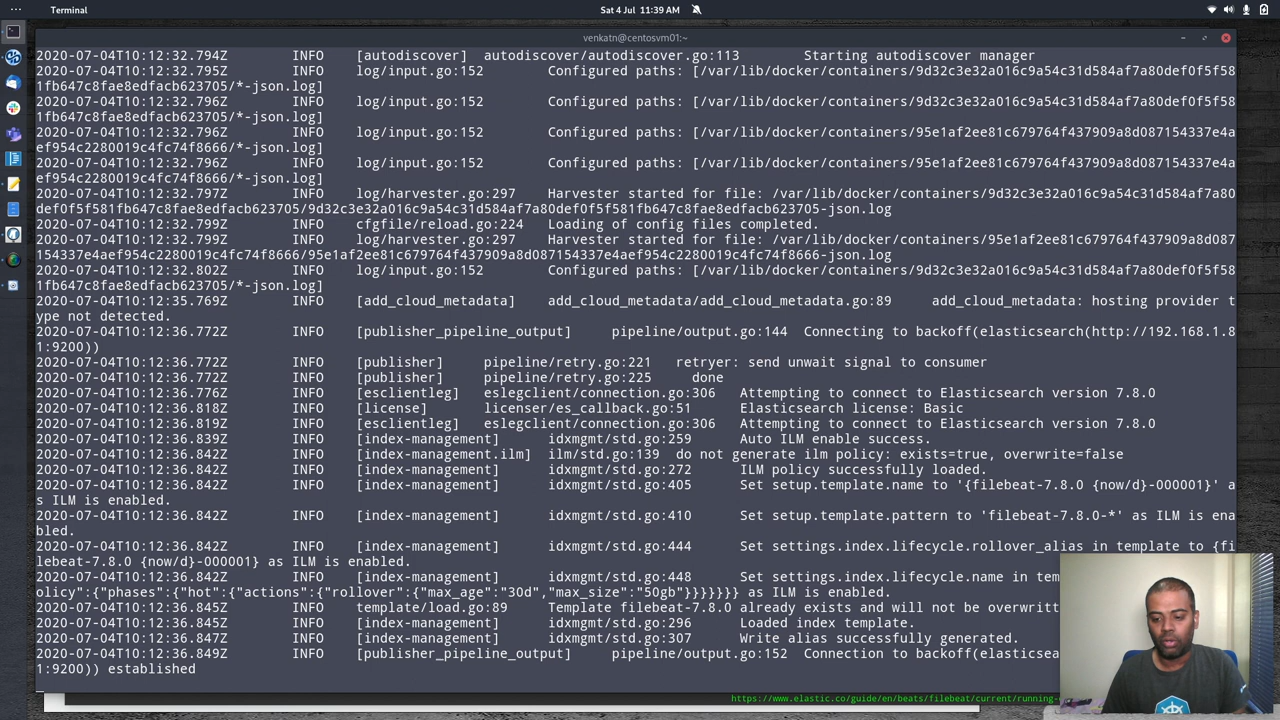 Terminal
Sat 4 Jul 11:39 AM
venkatn@centosvm01:~
2020-07-04T10:12:32.794Z INFO [autodiscover] autodiscover/autodiscover.go:113 Starting autodiscover manager
2020-07-04T10:12:32.795Z INFO log/input.go:152 Configured paths: [/var/lib/docker/containers/9d32c3e32a016c9a54c31d584af7a80def0f5f58
1fb647c8fae8edfacb623705/*-json.log]
2020-07-04T10:12:32.796Z INFO log/input.go:152 Configured paths: [/var/lib/docker/containers/9d32c3e32a016c9a54c31d584af7a80def0f5f58
1fb647c8fae8edfacb623705/*-json.log]
2020-07-04T10:12:32.796Z INFO log/input.go:152 Configured paths: [/var/lib/docker/containers/95e1af2ee81c679764f437909a8d087154337e4a
ef954c2280019c4fc74f8666/*-json.log]
2020-07-04T10:12:32.796Z INFO log/input.go:152 Configured paths: [/var/lib/docker/containers/95e1af2ee81c679764f437909a8d087154337e4a
ef954c2280019c4fc74f8666/*-json.log]
2020-07-04T10:12:32.797Z INFO log/harvester.go:297 Harvester started for file: /var/lib/docker/containers/9d32c3e32a016c9a54c31d584af7a80
def0f5f581fb647c8fae8edfacb623705/9d32c3e32a016c9a54c31d584af7a80def0f5f581fb647c8fae8edfacb623705-json.log
2020-07-04T10:12:32.799Z INFO cfgfile/reload.go:224 Loading of config files completed.
2020-07-04T10:12:32.799Z INFO log/harvester.go:297 Harvester started for file: /var/lib/docker/containers/95e1af2ee81c679764f437909a8d087
154337e4aef954c2280019c4fc74f8666/95e1af2ee81c679764f437909a8d087154337e4aef954c2280019c4fc74f8666-json.log
2020-07-04T10:12:32.802Z INFO log/input.go:152 Configured paths: [/var/lib/docker/containers/9d32c3e32a016c9a54c31d584af7a80def0f5f58
1fb647c8fae8edfacb623705/*-json.log]
2020-07-04T10:12:35.769Z INFO [add_cloud_metadata] add_cloud_metadata/add_cloud_metadata.go:89 add_cloud_metadata: hosting provider t
ype not detected.
2020-07-04T10:12:36.772Z INFO [publisher_pipeline_output] pipeline/output.go:144 Connecting to backoff(elasticsearch(http://192.168.1.8
1:9200))
2020-07-04T10:12:36.772Z INFO [publisher] pipeline/retry.go:221 retryer: send unwait signal to consumer
2020-07-04T10:12:36.772Z INFO [publisher] pipeline/retry.go:225 done
2020-07-04T10:12:36.776Z INFO [esclientleg] eslegclient/connection.go:306 Attempting to connect to Elasticsearch version 7.8.0
2020-07-04T10:12:36.818Z INFO [license] licenser/es_callback.go:51 Elasticsearch license: Basic
2020-07-04T10:12:36.819Z INFO [esclientleg] eslegclient/connection.go:306 Attempting to connect to Elasticsearch version 7.8.0
2020-07-04T10:12:36.839Z INFO [index-management] idxmgmt/std.go:259 Auto ILM enable success.
2020-07-04T10:12:36.842Z INFO [index-management.ilm] ilm/std.go:139 do not generate ilm policy: exists=true, overwrite=false
2020-07-04T10:12:36.842Z INFO [index-management] idxmgmt/std.go:272 ILM policy successfully loaded.
2020-07-04T10:12:36.842Z INFO [index-management] idxmgmt/std.go:405 Set setup.template.name to '{filebeat-7.8.0 {now/d}-000001}' a
s ILM is enabled.
2020-07-04T10:12:36.842Z INFO [index-management] idxmgmt/std.go:410 Set setup.template.pattern to 'filebeat-7.8.0-*' as ILM is ena
bled.
2020-07-04T10:12:36.842Z INFO [index-management] idxmgmt/std.go:444 Set settings.index.lifecycle.rollover_alias in template to {fi
lebeat-7.8.0 {now/d}-000001} as ILM is enabled.
2020-07-04T10:12:36.842Z INFO [index-management] idxmgmt/std.go:448 Set settings.index.lifecycle.name in tem
olicy":{"phases":{"hot":{"actions":{"rollover":{"max_age":"30d","max_size":"50gb"}}}}}}} as ILM is enabled.
2020-07-04T10:12:36.845Z INFO template/load.go:89 Template filebeat-7.8.0 already exists and will not be overwritt
2020-07-04T10:12:36.845Z INFO [index-management] idxmgmt/std.go:296 Loaded index template.
2020-07-04T10:12:36.847Z INFO [index-management] idxmgmt/std.go:307 Write alias successfully generated.
2020-07-04T10:12:36.849Z INFO [publisher_pipeline_output] pipeline/output.go:152 Connection to backoff(elasticsea
1:9200)) established
https://www.elastic.co/guide/en/beats/filebeat/current/running-